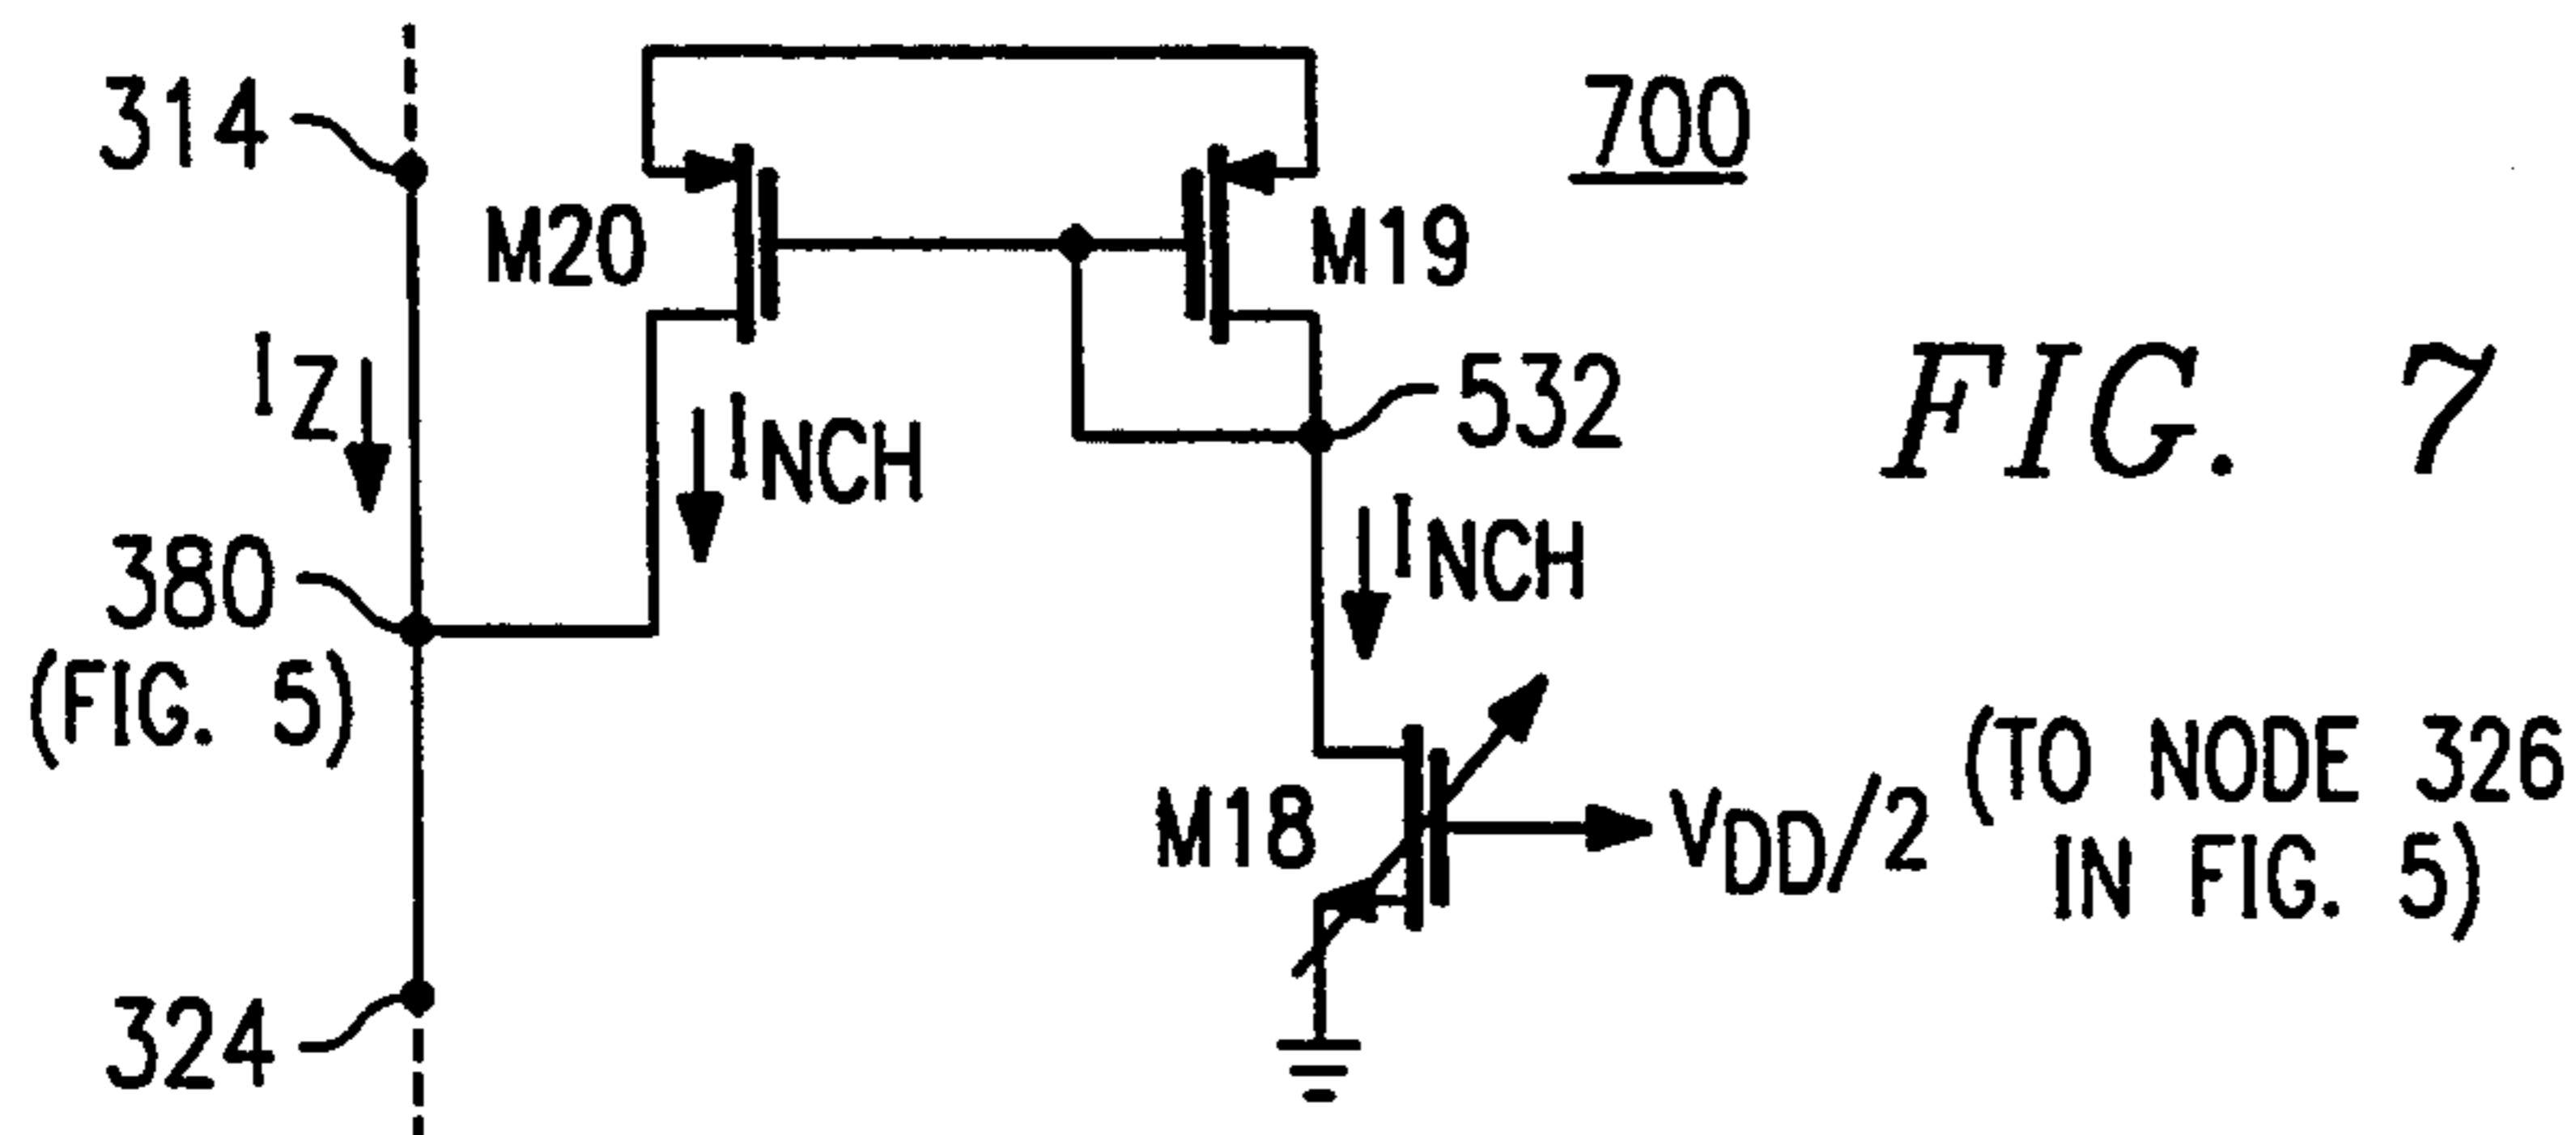 314
700
M20
M19
IZ
INCH
532
FIG. 7
INCH
380
(FIG. 5)
M18
VDD/2
(TO NODE 326
IN FIG. 5)
324